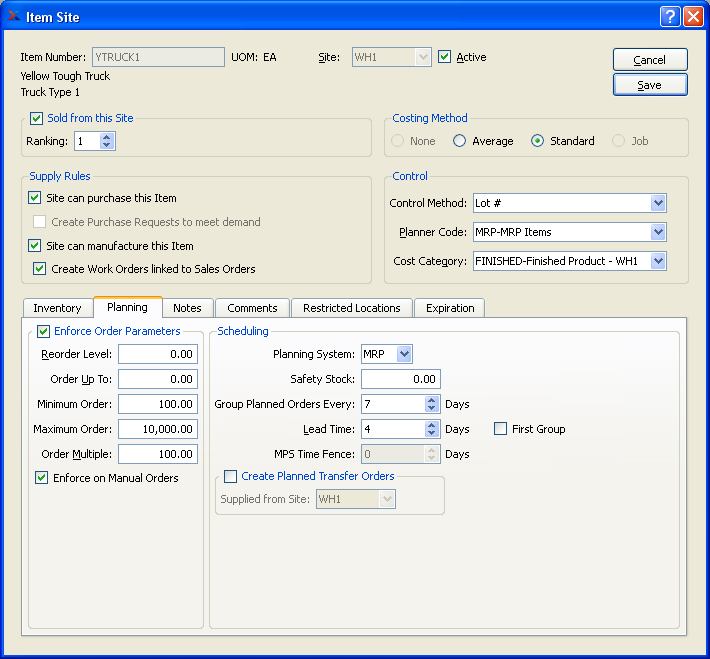 Item Site
Item Number: YTRUCK1 UOM: EA Site: WH1 Active
Cancel
Yellow Tough Truck
Truck Type 1
Save
Sold from this Site
Ranking: 1
Costing Method
None Average Standard Job
Supply Rules
Site can purchase this Item
Create Purchase Requests to meet demand
Site can manufacture this Item
Create Work Orders linked to Sales Orders
Control
Control Method: Lot #
Planner Code: MRP-MRP Items
Cost Category: FINISHED-Finished Product - WH1
Inventory Planning Notes Comments Restricted Locations Expiration
Enforce Order Parameters
Reorder Level: 0.00
Order Up To: 0.00
Minimum Order: 100.00
Maximum Order: 10,000.00
Order Multiple: 100.00
Enforce on Manual Orders
Scheduling
Planning System: MRP
Safety Stock: 0.00
Group Planned Orders Every: 7 Days
Lead Time: 4 Days First Group
MPS Time Fence: 0 Days
Create Planned Transfer Orders
Supplied from Site: WH1